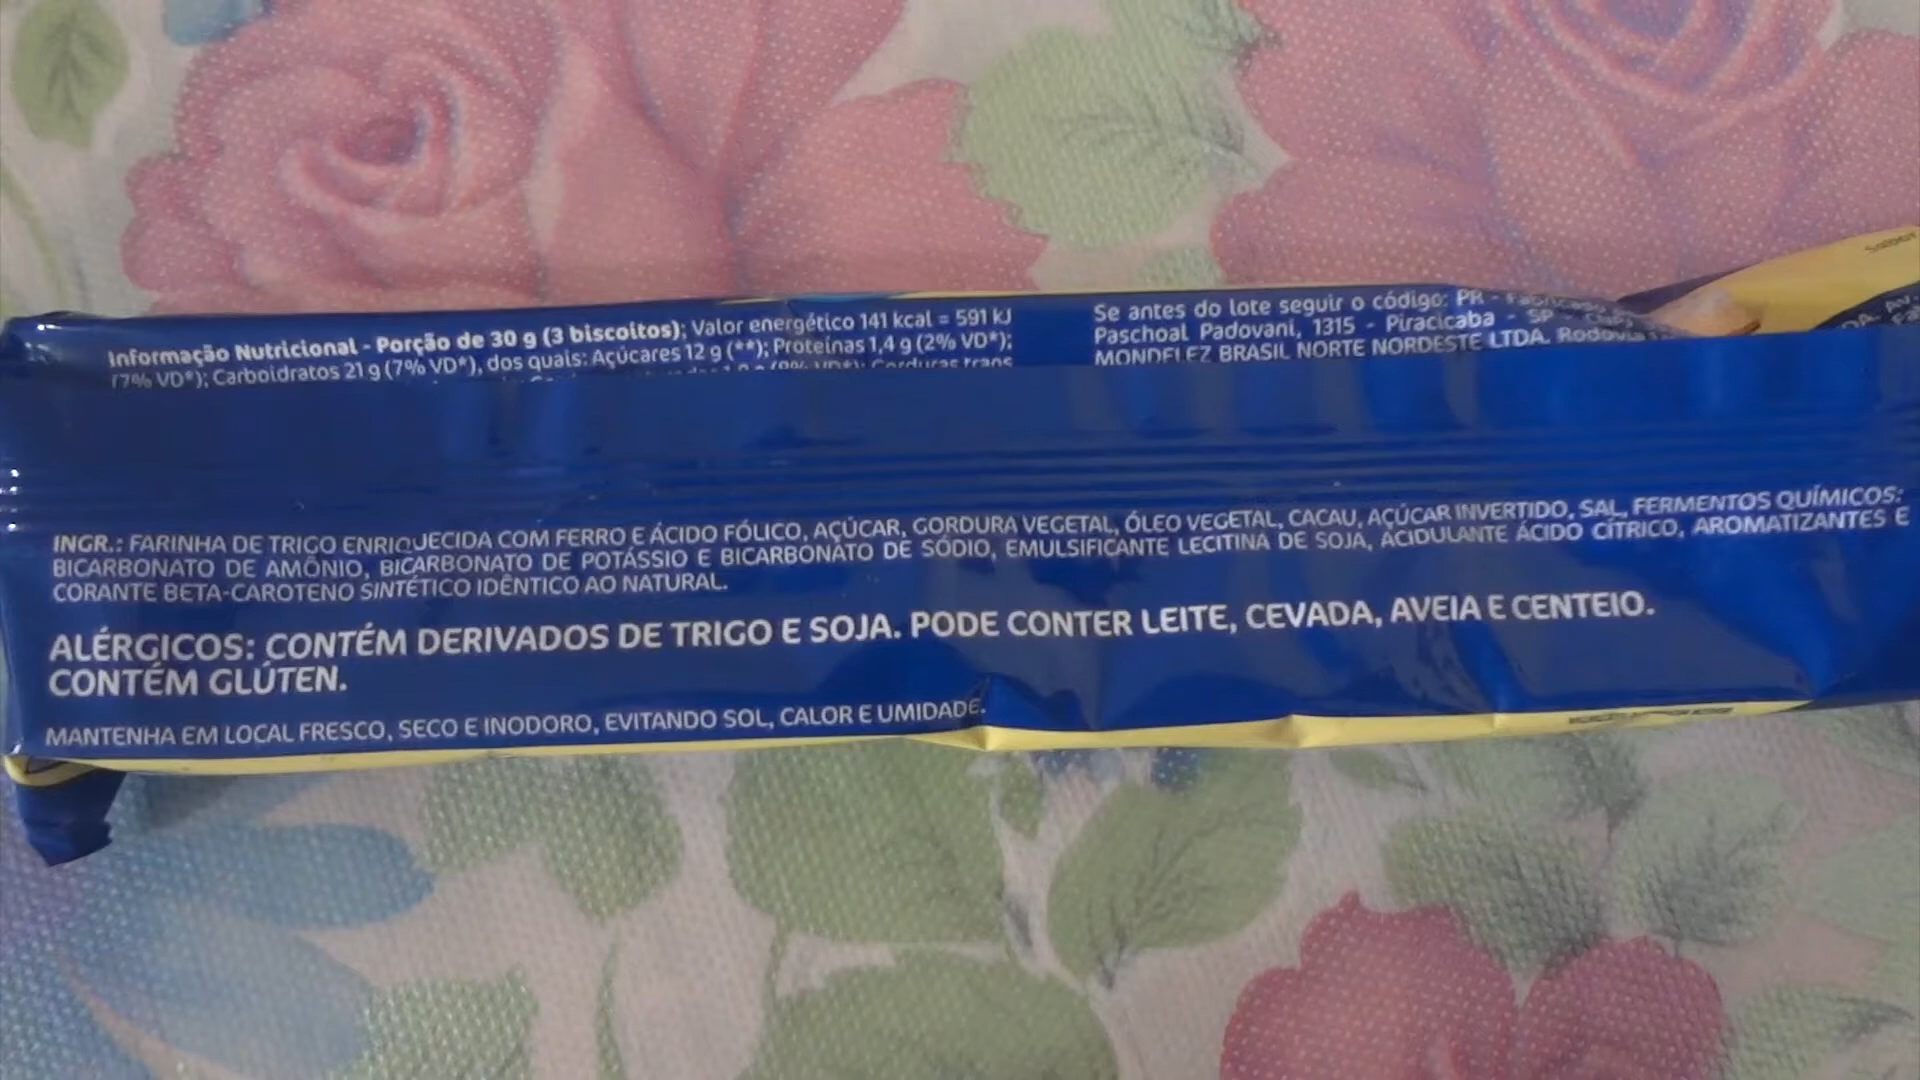 Informação Nutricional - Porção de 30 g (3 biscoitos); Valor energético 141 kcal = 591 kJ
(7% VD*); Carboidratos 21 g (7% VD*), dos quais: Açúcares 12 g (**); Proteínas 1,4 g (2% VD*);
Se antes do lote seguir o código: PR - Fabricado
Paschoal Padovani, 1315 - Piracicaba - SP
MONDELEZ BRASIL NORTE NORDESTE LTDA. Rodovia
INGR.: FARINHA DE TRIGO ENRIQUECIDA COM FERRO E ÁCIDO FÓLICO, AÇÚCAR, GORDURA VEGETAL, ÓLEO VEGETAL, CACAU, AÇÚCAR INVERTIDO, SAL, FERMENTOS QUÍMICOS:
BICARBONATO DE AMÔNIO, BICARBONATO DE POTÁSSIO E BICARBONATO DE SÓDIO, EMULSIFICANTE LECITINA DE SOJA, ACIDULANTE ÁCIDO CÍTRICO, AROMATIZANTES E
CORANTE BETA-CAROTENO SINTÉTICO IDÊNTICO AO NATURAL.
ALÉRGICOS: CONTÉM DERIVADOS DE TRIGO E SOJA. PODE CONTER LEITE, CEVADA, AVEIA E CENTEIO.
CONTÉM GLÚTEN.
MANTENHA EM LOCAL FRESCO, SECO E INODORO, EVITANDO SOL, CALOR E UMIDADE.